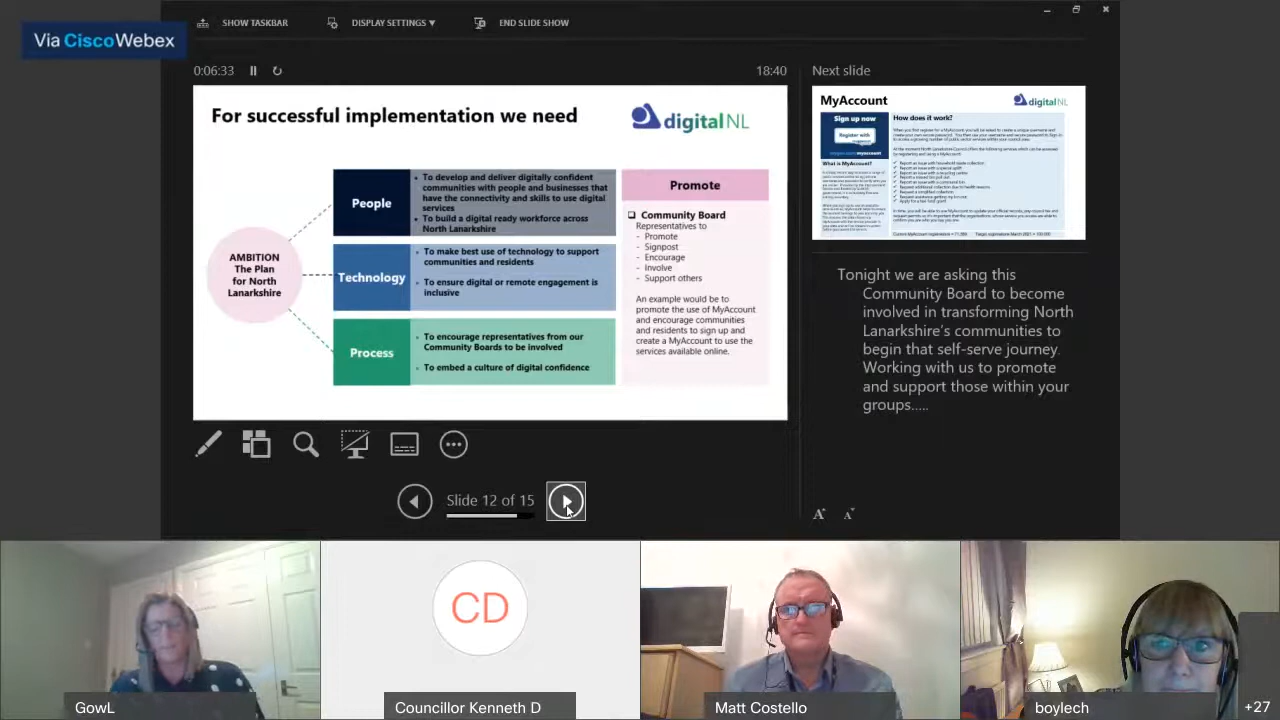 SHOW TASKBAR
DISPLAY SETTINGS ▼
END SLIDE SHOW
Via CiscoWebex
0:06:33
18:40
Next slide
For successful implementation we need
digitalNL
AMBITION
The Plan
for North
Lanarkshire
People
• To develop and deliver digitally confident
communities with people and businesses that
have the connectivity and skills to use digital
services
• To build a digital ready workforce across
North Lanarkshire
Technology
• To make best use of technology to support
communities and residents
• To ensure digital or remote engagement is
inclusive
Process
• To encourage representatives from our
Community Boards to be involved
• To embed a culture of digital confidence
Promote
❑ Community Board
Representatives to
- Promote
- Signpost
- Encourage
- Involve
- Support others
An example would be to
promote the use of MyAccount
and encourage communities
and residents to sign up and
create a MyAccount to use the
services available online.
MyAccount
digitalNL
Sign up now
Register with
What is MyAccount?
How does it work?
Tonight we are asking this
Community Board to become
involved in transforming North
Lanarkshire's communities to
begin that self-serve journey.
Working with us to promote
and support those within your
groups.....
Slide 12 of 15
A A
CD
GowL
Councillor Kenneth D
Matt Costello
boylech
+27